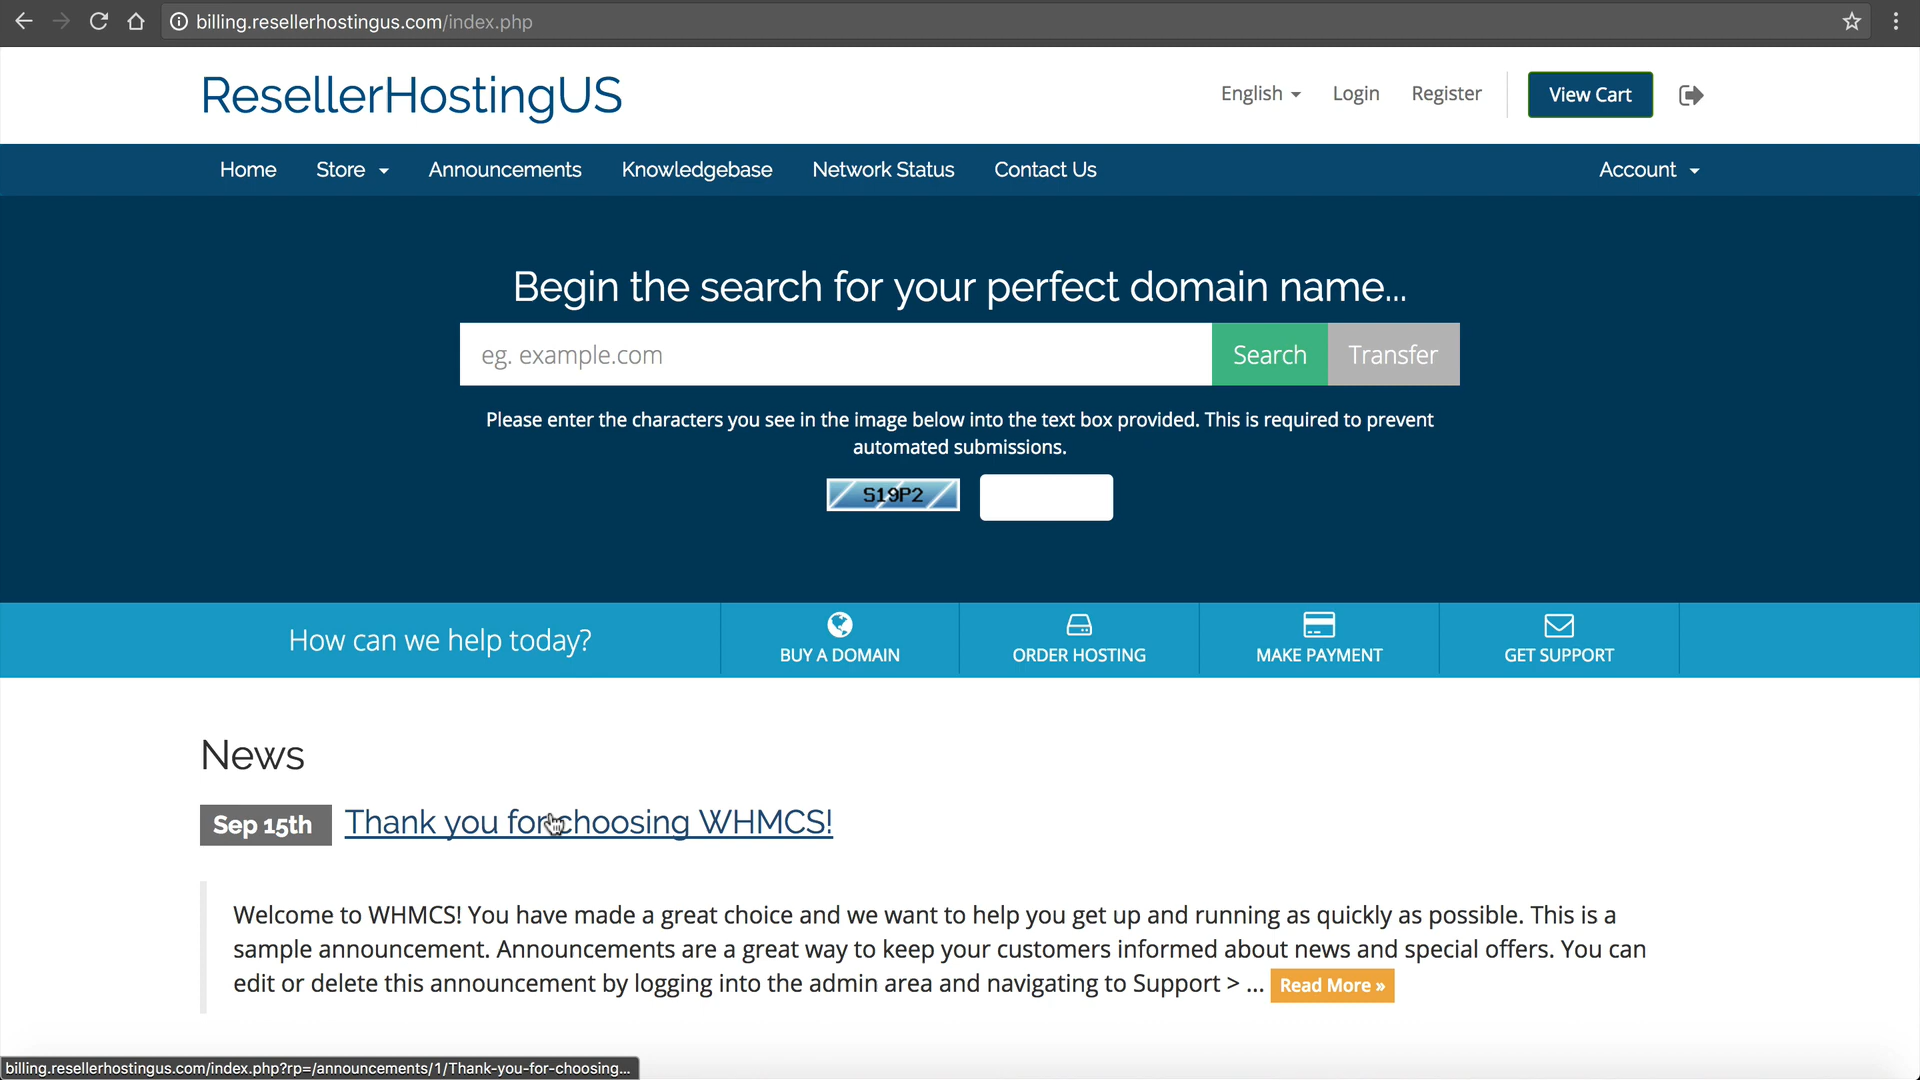 billing.resellerhostingus.com/index.php
ResellerHostingUS
English
Login
Register
View Cart
Home
Store
Announcements
Knowledgebase
Network Status
Contact Us
Account
Begin the search for your perfect domain name...
eg. example.com
Search
Transfer
Please enter the characters you see in the image below into the text box provided. This is required to prevent
automated submissions.
S19P2
How can we help today?
BUY A DOMAIN
ORDER HOSTING
MAKE PAYMENT
GET SUPPORT
News
Sep 15th
Thank you for choosing WHMCS!
Welcome to WHMCS! You have made a great choice and we want to help you get up and running as quickly as possible. This is a
sample announcement. Announcements are a great way to keep your customers informed about news and special offers. You can
edit or delete this announcement by logging into the admin area and navigating to Support > ... Read More »
billing.resellerhostingus.com/index.php?rp=/announcements/1/Thank-you-for-choosing...